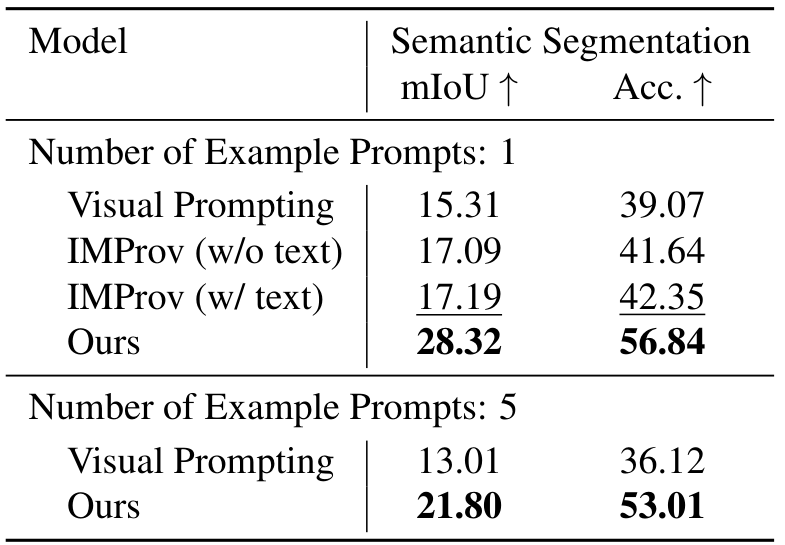 Model Semantic Segmentation
mIoU ↑ Acc. ↑
Number of Example Prompts: 1
Visual Prompting 15.31 39.07
IMProv (w/o text) 17.09 41.64
IMProv (w/ text) 17.19 42.35
Ours 28.32 56.84
Number of Example Prompts: 5
Visual Prompting 13.01 36.12
Ours 21.80 53.01